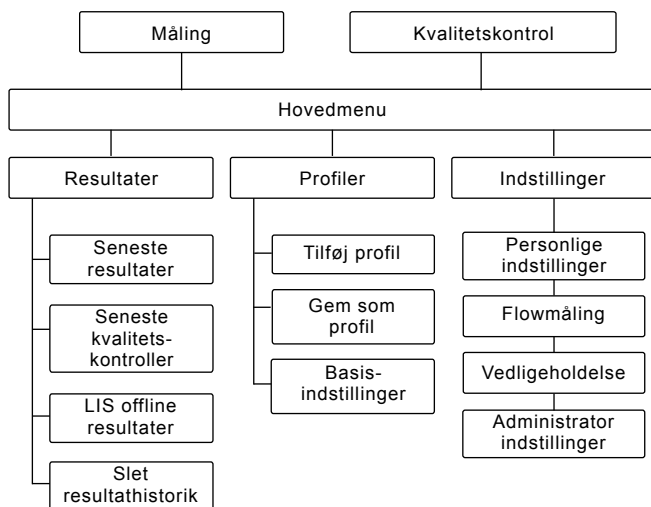 Måling
Kvalitetskontrol
Hovedmenu
Resultater
Profiler
Indstillinger
Seneste
resultater
Seneste
kvalitets-
kontroller
LIS offline
resultater
Slet
resultathistorik
Tilføj profil
Gem som
profil
Basis-
indstillinger
Personlige
indstillinger
Flowmåling
Vedligeholdelse
Administrator
indstillinger